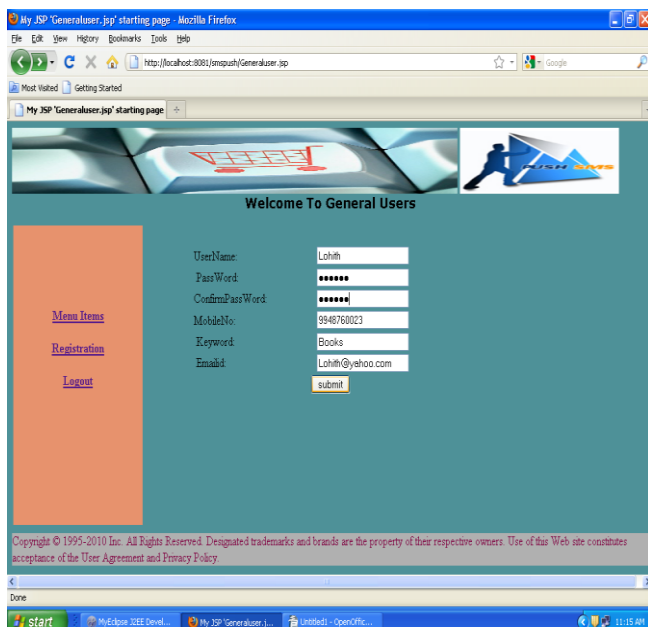 My JSP 'Generaluser.jsp' starting page - Mozilla Firefox
File Edit View History Bookmarks Tools Help
http://localhost:8081/smspush/Generaluser.jsp
Google
Most Visited Getting Started
My JSP 'Generaluser.jsp' starting page
PUSH SMS
Welcome To General Users
UserName: Lohith
PassWord: ●●●●●●
ConfirmPassWord: ●●●●●●
MobileNo: 9948760023
Keyword: Books
Emailid: Lohith@yahoo.com
submit
Menu Items
Registration
Logout
Copyright © 1995-2010 Inc. All Rights Reserved. Designated trademarks and brands are the property of their respective owners. Use of this Web site constitutes
acceptance of the User Agreement and Privacy Policy.
Done
start MyEclipse J2EE Devel... My JSP 'Generaluser.j... Untitled1 - OpenOffic... 11:15 AM